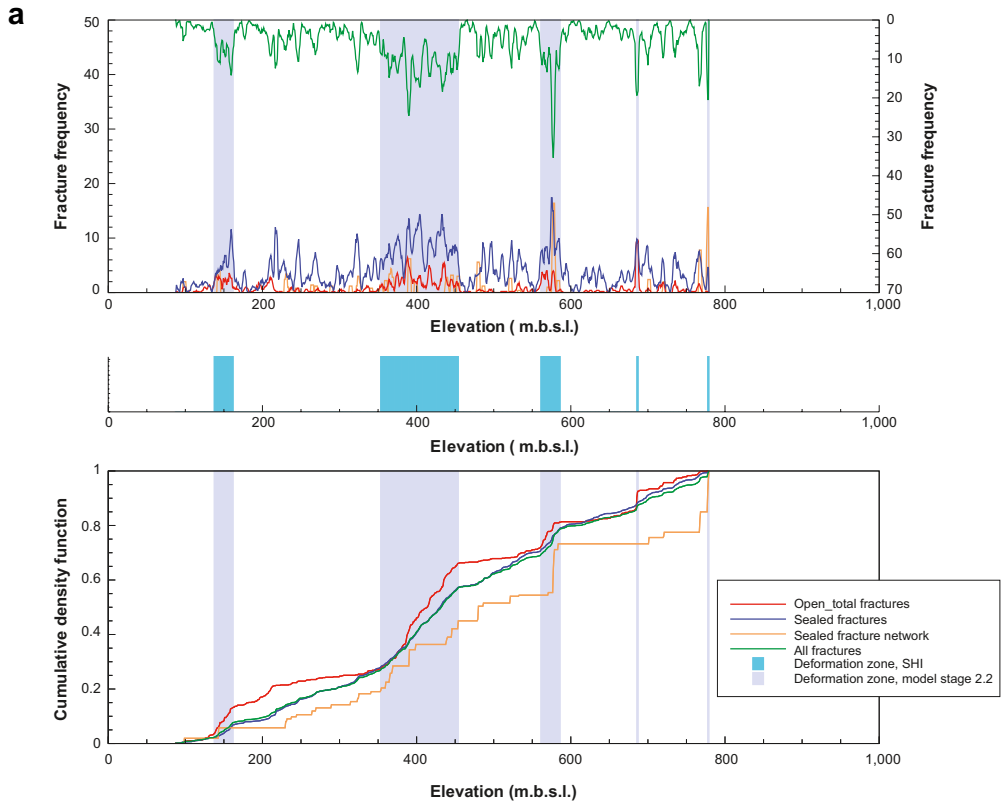 a
50
40
30
20
10
0
Fracture frequency
0
10
20
30
40
50
60
70
Fracture frequency
0 200 400 600 800 1,000
Elevation ( m.b.s.l.)
0 200 400 600 800 1,000
Elevation ( m.b.s.l.)
1
0.8
0.6
0.4
0.2
0
Cumulative density function
0 200 400 600 800 1,000
Elevation (m.b.s.l.)
Open_total fractures
Sealed fractures
Sealed fracture network
All fractures
Deformation zone, SHI
Deformation zone, model stage 2.2